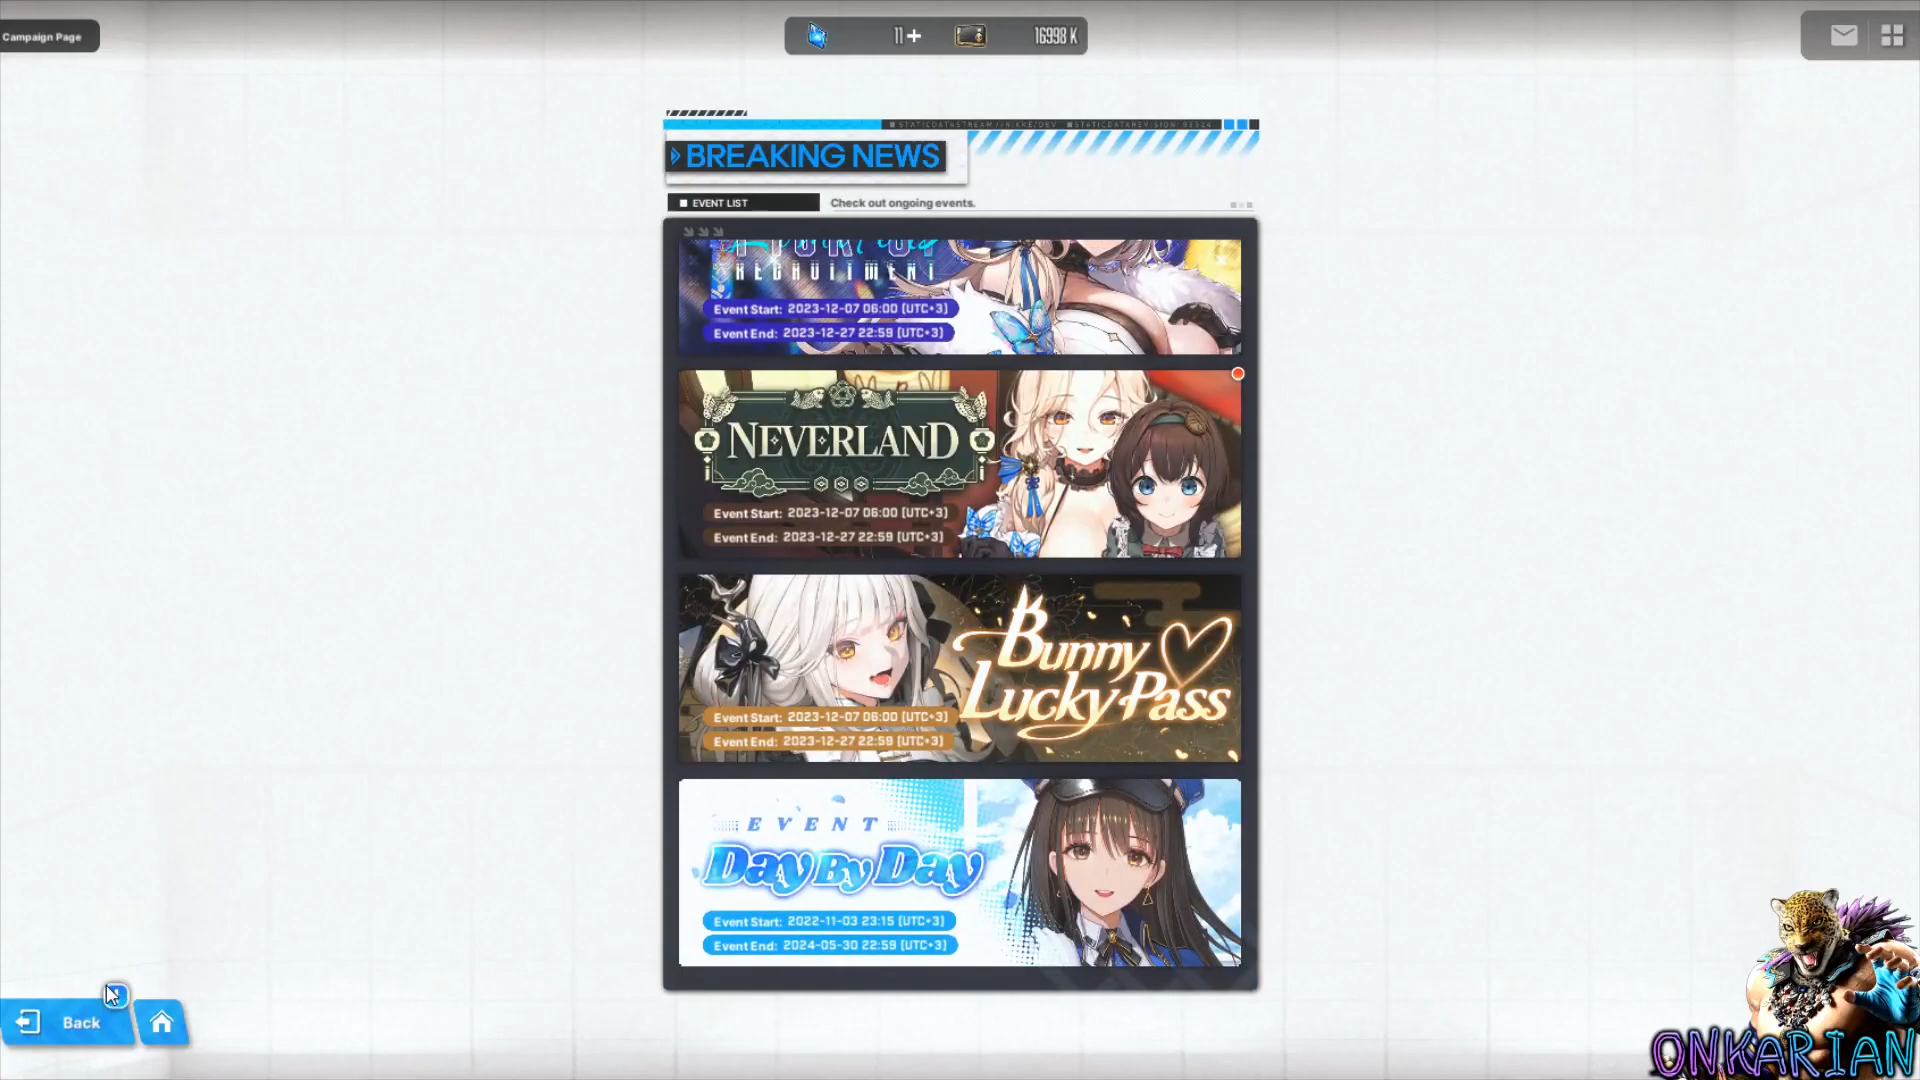 Campaign Page
11+
16998 K
BREAKING NEWS
EVENT LIST
Check out ongoing events.
RECRUITMENT
Event Start: 2023-12-07 06:00 (UTC+3)
Event End: 2023-12-27 22:59 (UTC+3)
NEVERLAND
Event Start: 2023-12-07 06:00 (UTC+3)
Event End: 2023-12-27 22:59 (UTC+3)
Bunny
Lucky Pass
Event Start: 2023-12-07 06:00 (UTC+3)
Event End: 2023-12-27 22:59 (UTC+3)
EVENT
Day By Day
Event Start: 2022-11-03 23:15 (UTC+3)
Event End: 2024-05-30 22:59 (UTC+3)
Back
ONKARIAN